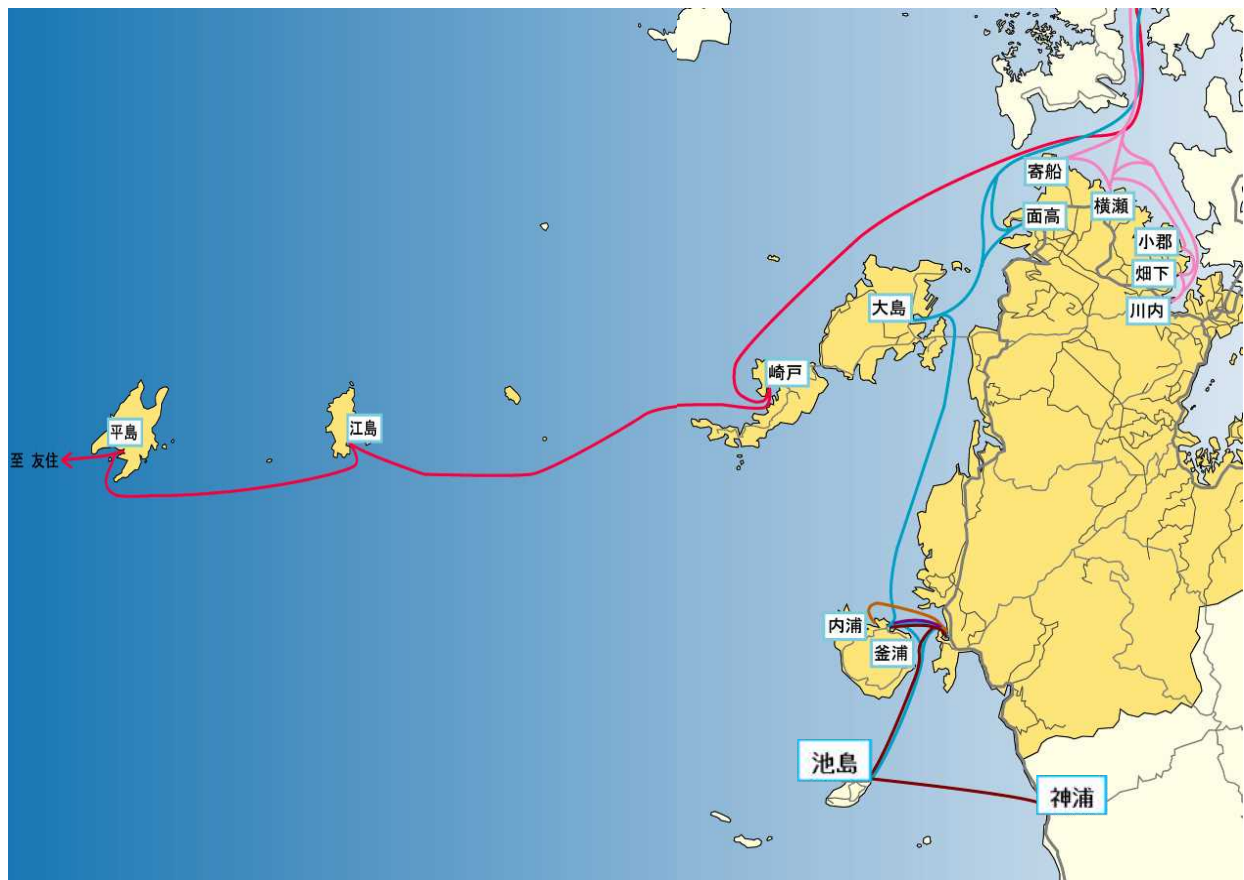 寄船
横瀬
面高
小郡
畑下
大島
川内
崎戸
平島
江島
至 友住
内浦
釜浦
池島
神浦